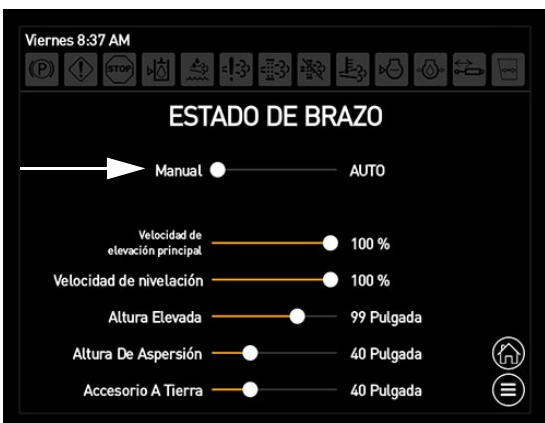 Viernes 8:37 AM
(P) STOP
ESTADO DE BRAZO
Manual AUTO
Velocidad de
elevación principal 100 %
Velocidad de nivelación 100 %
Altura Elevada 99 Pulgada
Altura De Aspersión 40 Pulgada
Accesorio A Tierra 40 Pulgada